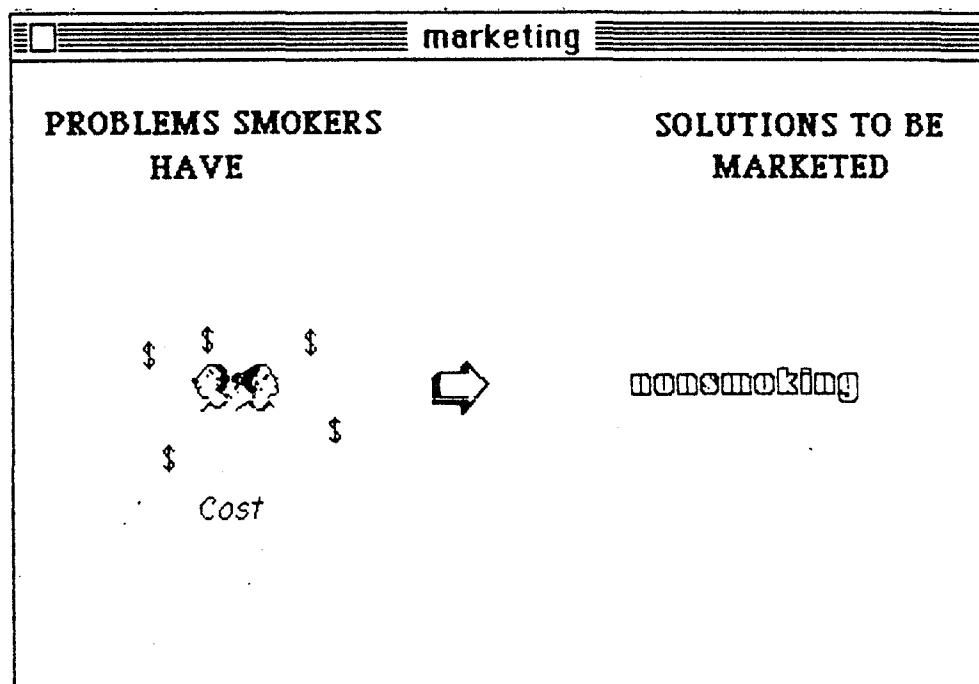 marketing
PROBLEMS SMOKERS
HAVE
SOLUTIONS TO BE
MARKETED
$ $ $
nonsmoking
$
$
Cost